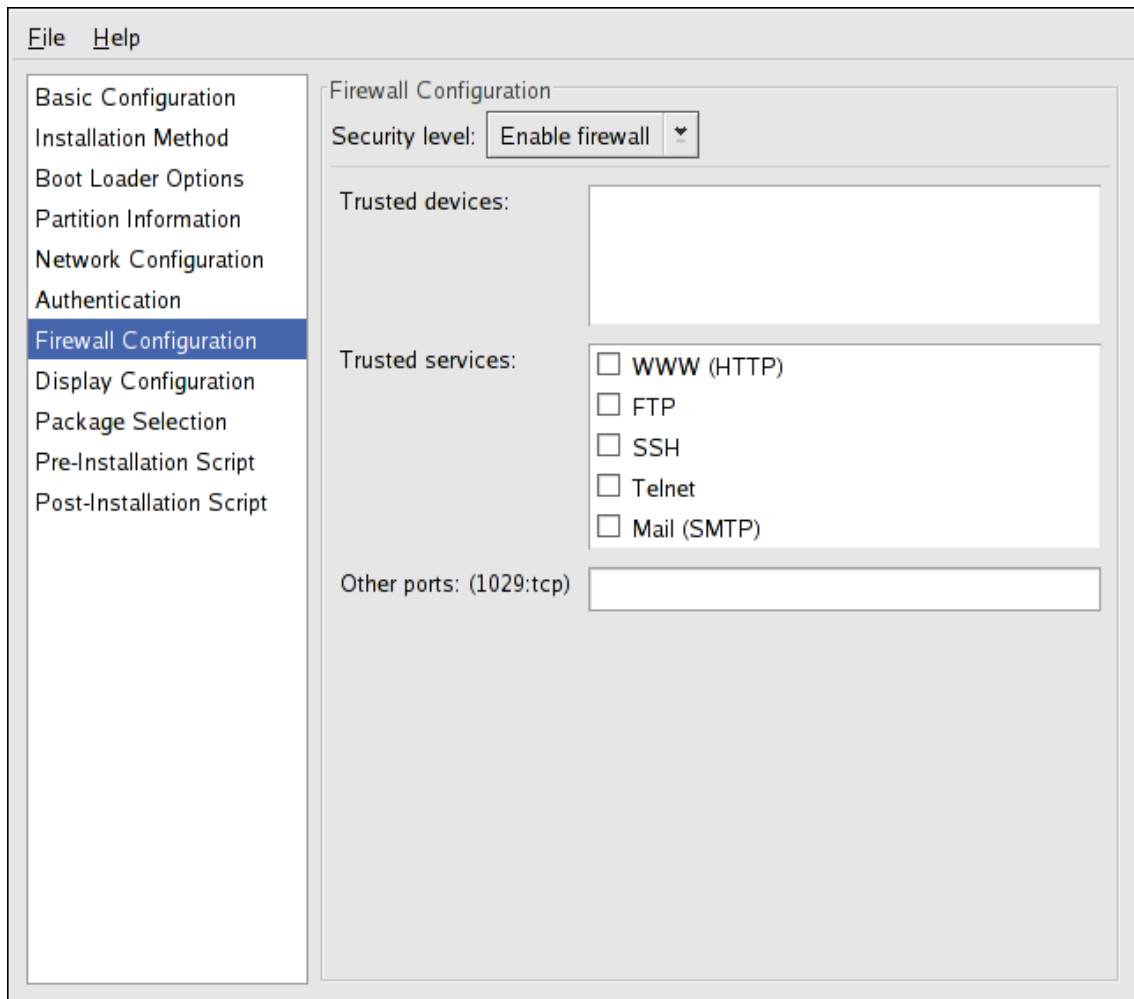 File Help
Basic Configuration
Installation Method
Boot Loader Options
Partition Information
Network Configuration
Authentication
Firewall Configuration
Display Configuration
Package Selection
Pre-Installation Script
Post-Installation Script
Firewall Configuration
Security level: Enable firewall
Trusted devices:
Trusted services:
WWW (HTTP)
FTP
SSH
Telnet
Mail (SMTP)
Other ports: (1029:tcp)